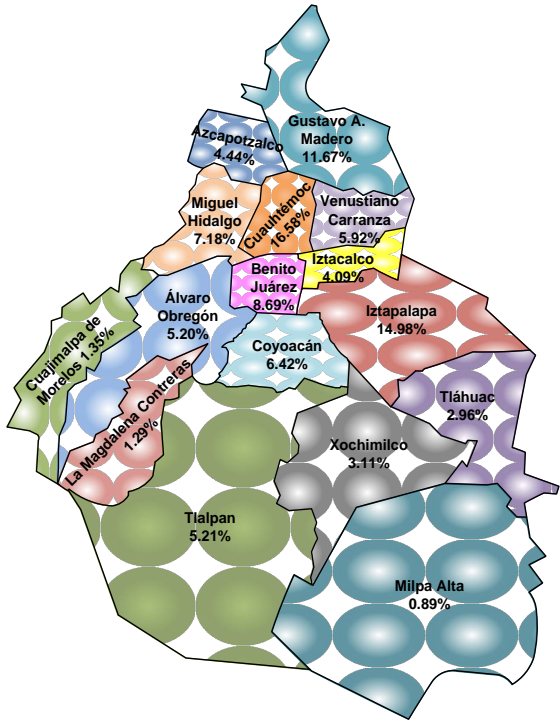 Gustavo A.
Madero
11.67%
Azcapotzalco
4.44%
Miguel
Hidalgo
7.18%
Cuauhtémoc
16.58%
Venustiano
Carranza
5.92%
Iztacalco
4.09%
Benito
Juárez
8.69%
Álvaro
Obregón
5.20%
Iztapalapa
14.98%
Cuajimalpa de
Morelos 1.35%
Coyoacán
6.42%
La Magdalena Contreras
1.29%
Tláhuac
2.96%
Xochimilco
3.11%
Tlalpan
5.21%
Milpa Alta
0.89%